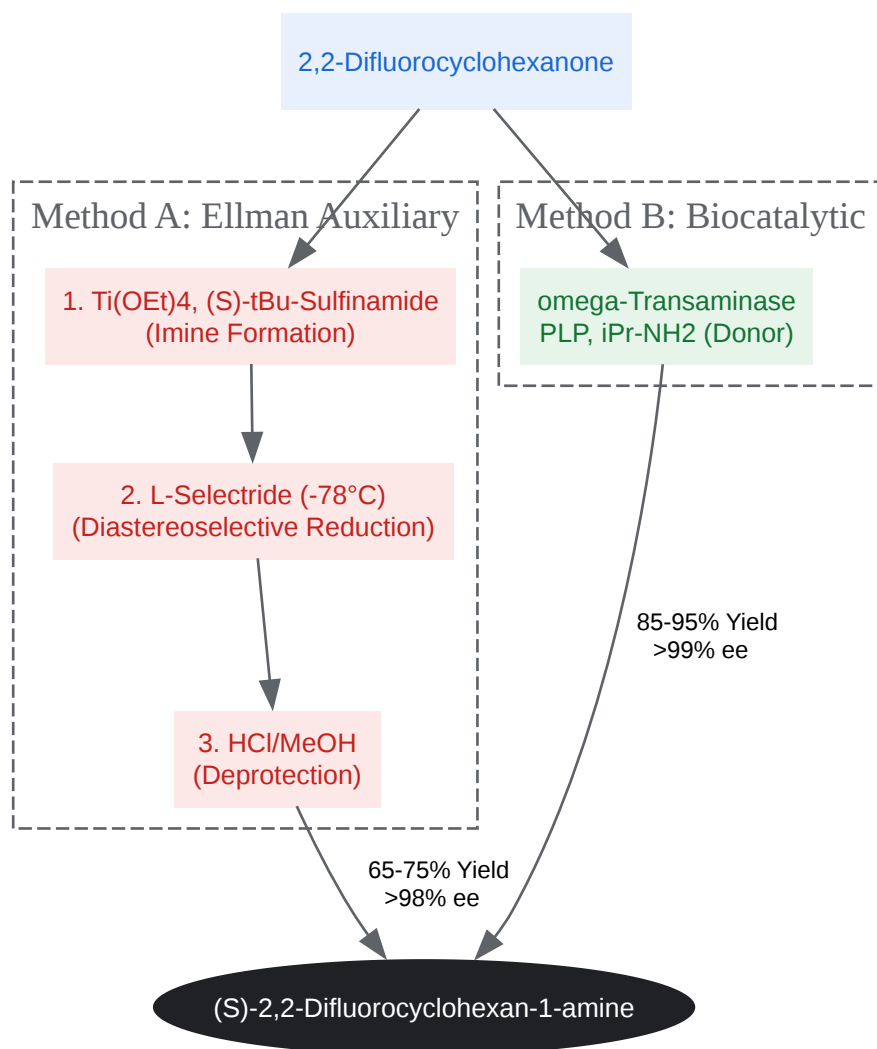 2,2-Difluorocyclohexanone
Method A: Ellman Auxiliary
1. Ti(OEt)4, (S)-tBu-Sulfinamide
(Imine Formation)
2. L-Selectride (-78°C)
(Diastereoselective Reduction)
3. HCl/MeOH
(Deprotection)
65-75% Yield
>98% ee
Method B: Biocatalytic
omega-Transaminase
PLP, iPr-NH2 (Donor)
85-95% Yield
>99% ee
(S)-2,2-Difluorocyclohexan-1-amine